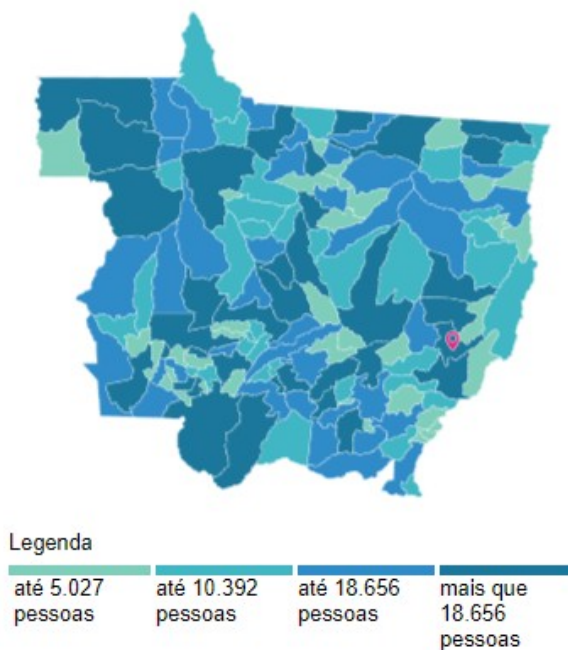 Legenda
até 5.027
pessoas
até 10.392
pessoas
até 18.656
pessoas
mais que
18.656
pessoas